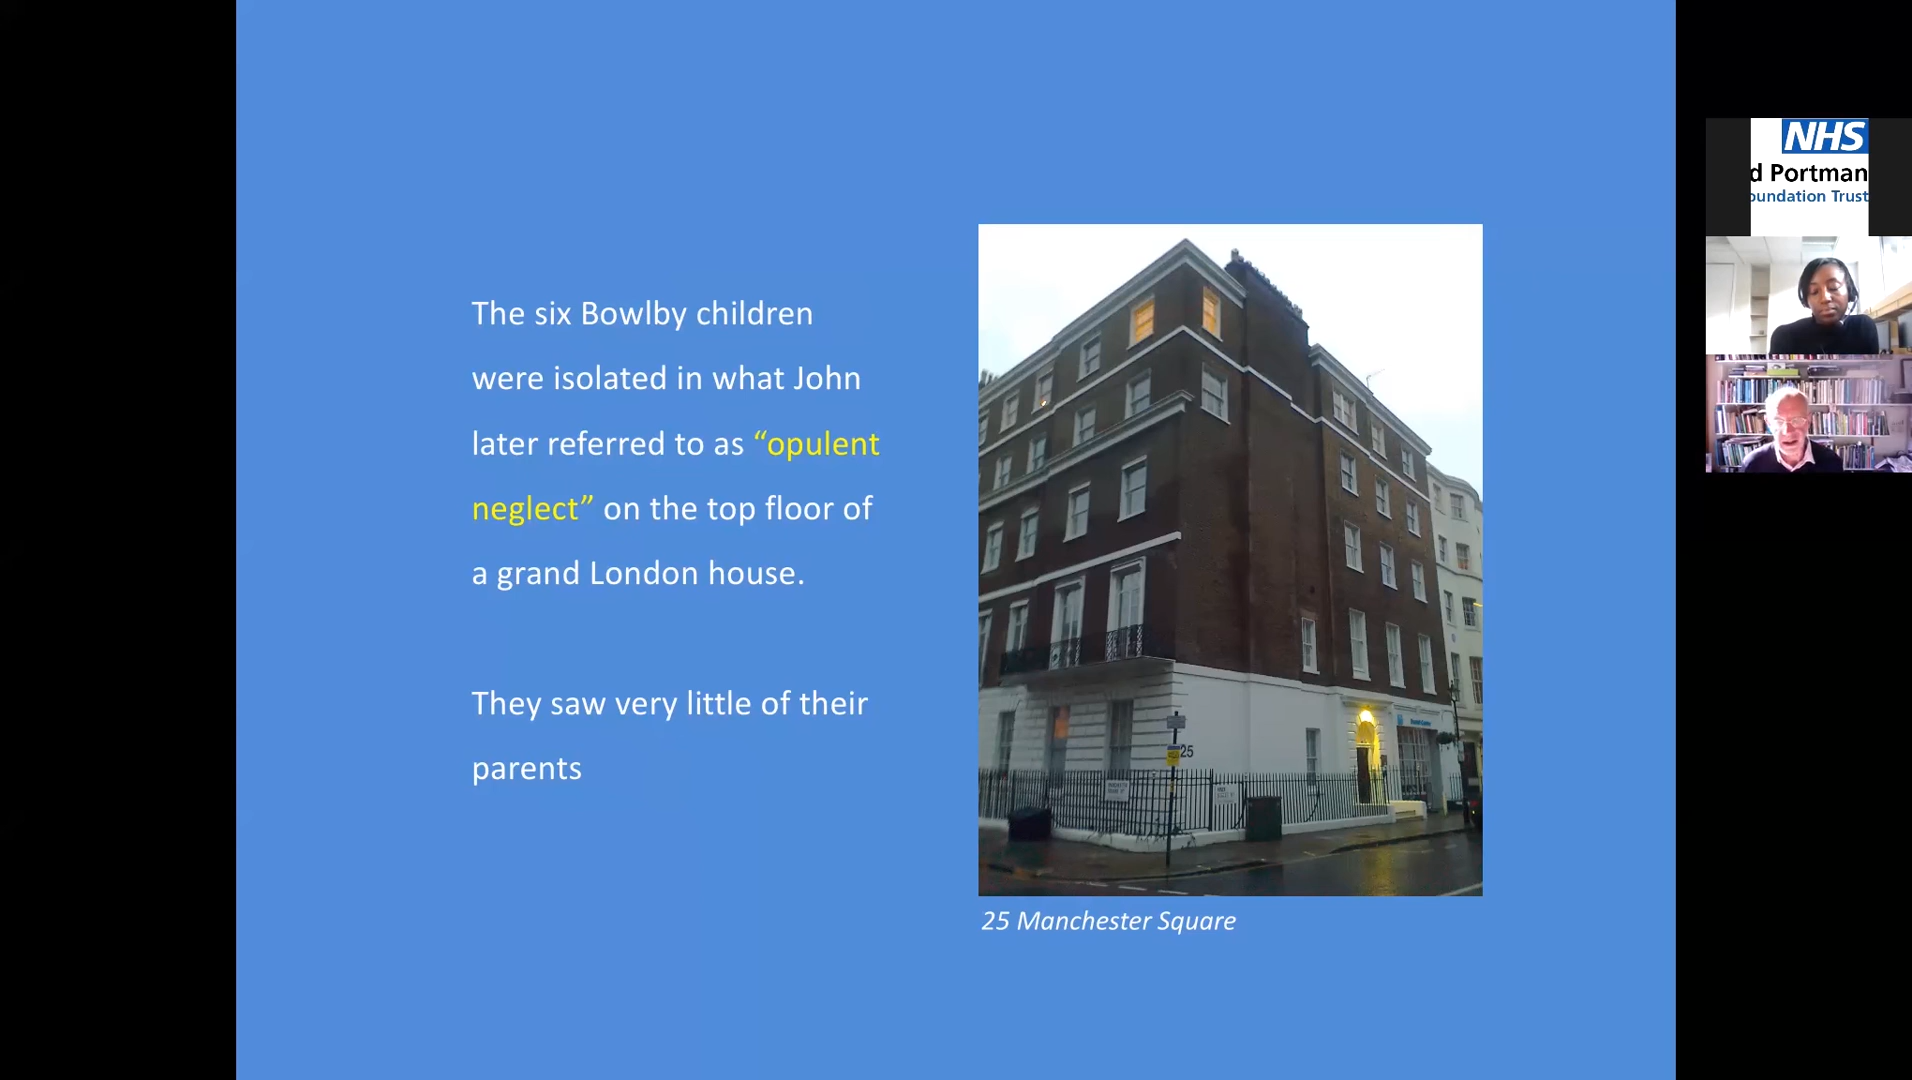 The six Bowlby children
were isolated in what John
later referred to as “opulent
neglect” on the top floor of
a grand London house.
They saw very little of their
parents
25
25 Manchester Square
NHS
d Portman
oundation Trust